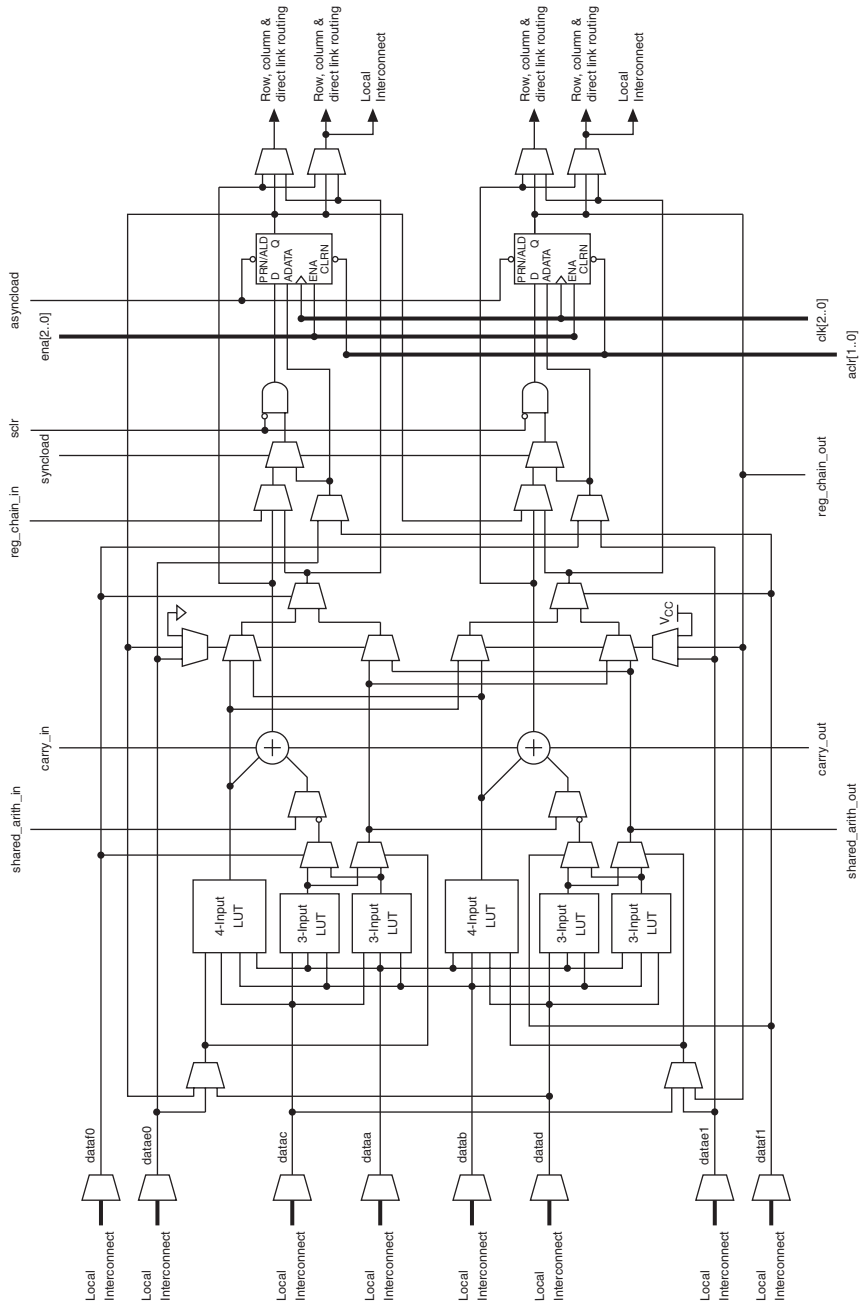 Row, column &
direct link routing
Row, column &
direct link routing
Local
Interconnect
Row, column &
direct link routing
Row, column &
direct link routing
Local
Interconnect
PRN/ALD
D Q
ADATA
ENA
CLRN
PRN/ALD
D Q
ADATA
ENA
CLRN
asyncload
ena[2..0]
sclr
syncload
reg_chain_in
carry_in
shared_arith_in
clk[2..0]
aclr[1..0]
reg_chain_out
VCC
carry_out
shared_arith_out
+
+
4-Input
LUT
3-Input
LUT
3-Input
LUT
4-Input
LUT
3-Input
LUT
3-Input
LUT
dataf0
datae0
datac
dataa
datab
datad
datae1
dataf1
Local
Interconnect
Local
Interconnect
Local
Interconnect
Local
Interconnect
Local
Interconnect
Local
Interconnect
Local
Interconnect
Local
Interconnect